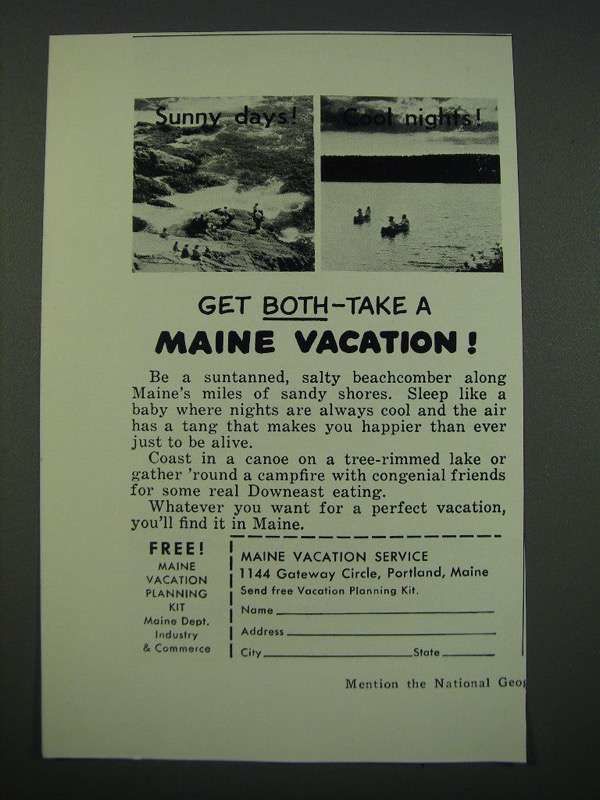 Sunny days!
Cool nights!
GET BOTH—TAKE A
MAINE VACATION!
Be a suntanned, salty beachcomber along
Maine's miles of sandy shores. Sleep like a
baby where nights are always cool and the air
has a tang that makes you happier than ever
just to be alive.
Coast in a canoe on a tree-rimmed lake or
gather 'round a campfire with congenial friends
for some real Downeast eating.
Whatever you want for a perfect vacation,
you'll find it in Maine.
FREE!
MAINE
VACATION
PLANNING
KIT
Maine Dept.
Industry
& Commerce
MAINE VACATION SERVICE
1144 Gateway Circle, Portland, Maine
Send free Vacation Planning Kit.
Name
Address
City State
Mention the National Geog